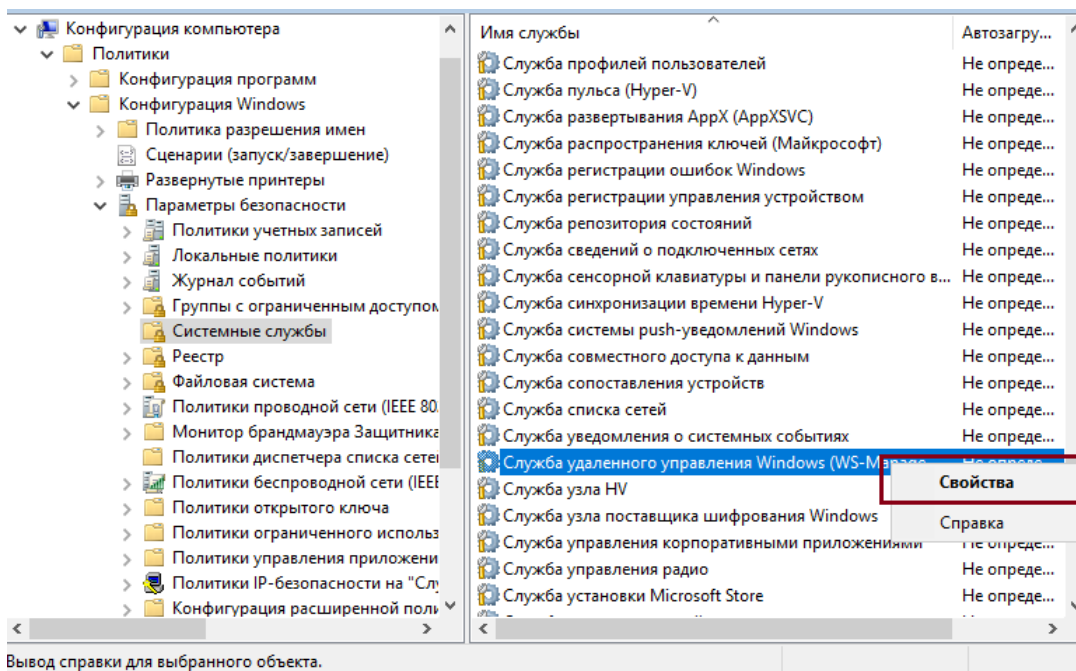 Конфигурация компьютера
Политики
Конфигурация программ
Конфигурация Windows
Политика разрешения имен
Сценарии (запуск/завершение)
Развернутые принтеры
Параметры безопасности
Политики учетных записей
Локальные политики
Журнал событий
Группы с ограниченным доступом
Системные службы
Реестр
Файловая система
Политики проводной сети (IEEE 80
Монитор брандмауэра Защитника
Политики диспетчера списка сетей
Политики беспроводной сети (IEEE
Политики открытого ключа
Политики ограниченного использ
Политики управления приложени
Политики IP-безопасности на "Слу
Конфигурация расширенной поли
Имя службы Автозагру...
Служба профилей пользователей Не опреде...
Служба пульса (Hyper-V) Не опреде...
Служба развертывания AppX (AppXSVC) Не опреде...
Служба распространения ключей (Майкрософт) Не опреде...
Служба регистрации ошибок Windows Не опреде...
Служба регистрации управления устройством Не опреде...
Служба репозитория состояний Не опреде...
Служба сведений о подключенных сетях Не опреде...
Служба сенсорной клавиатуры и панели рукописного в... Не опреде...
Служба синхронизации времени Hyper-V Не опреде...
Служба системы push-уведомлений Windows Не опреде...
Служба совместного доступа к данным Не опреде...
Служба сопоставления устройств Не опреде...
Служба списка сетей Не опреде...
Служба уведомления о системных событиях Не опреде...
Служба удаленного управления Windows (WS-Manage... Не опреде...
Служба узла HV
Свойства
Служба узла поставщика шифрования Windows
Справка
Служба управления корпоративными приложениями Не опреде...
Служба управления радио Не опреде...
Служба установки Microsoft Store Не опреде...
Вывод справки для выбранного объекта.